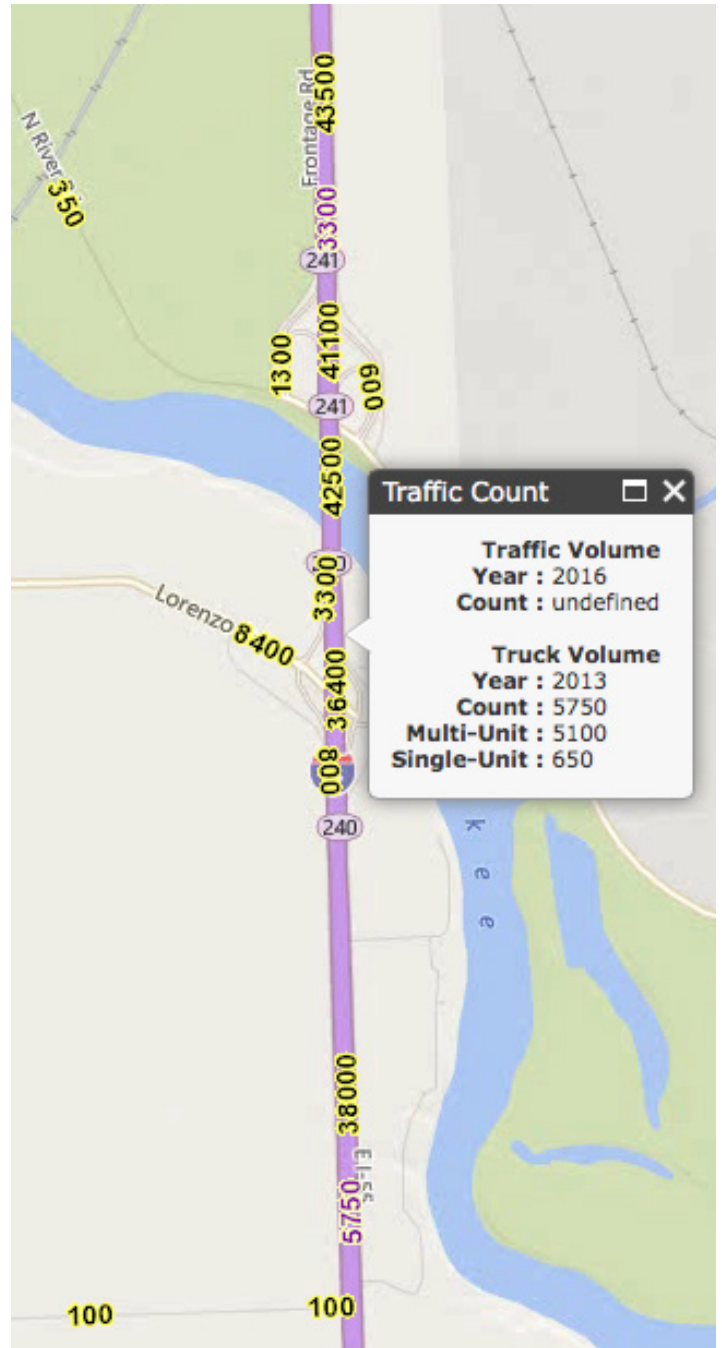 43500
Frontage Rd
N River
350
3300
241
41100
1300
600
241
42500
Traffic Count
Traffic Volume
Year : 2016
Count : undefined
Truck Volume
Year : 2013
Count : 5750
Multi-Unit : 5100
Single-Unit : 650
3300
Lorenzo
8400
36400
800
240
k e e
38000
E I-55
5750
100
100